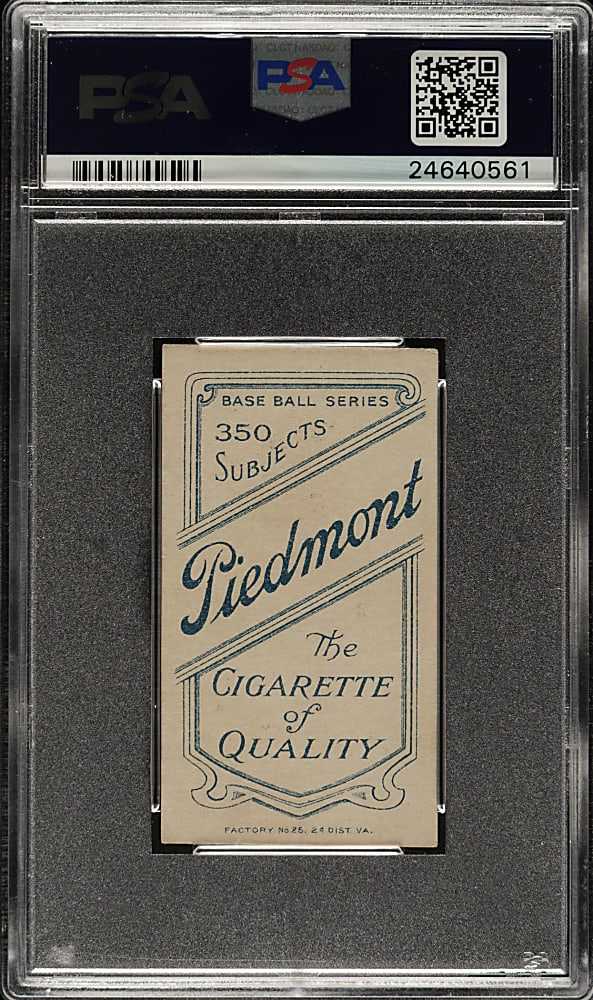 PSA
PSA
24640561
BASE BALL SERIES
350
SUBJECTS
Piedmont
The
CIGARETTE
of
QUALITY
FACTORY No. 25. 2d DIST. VA.